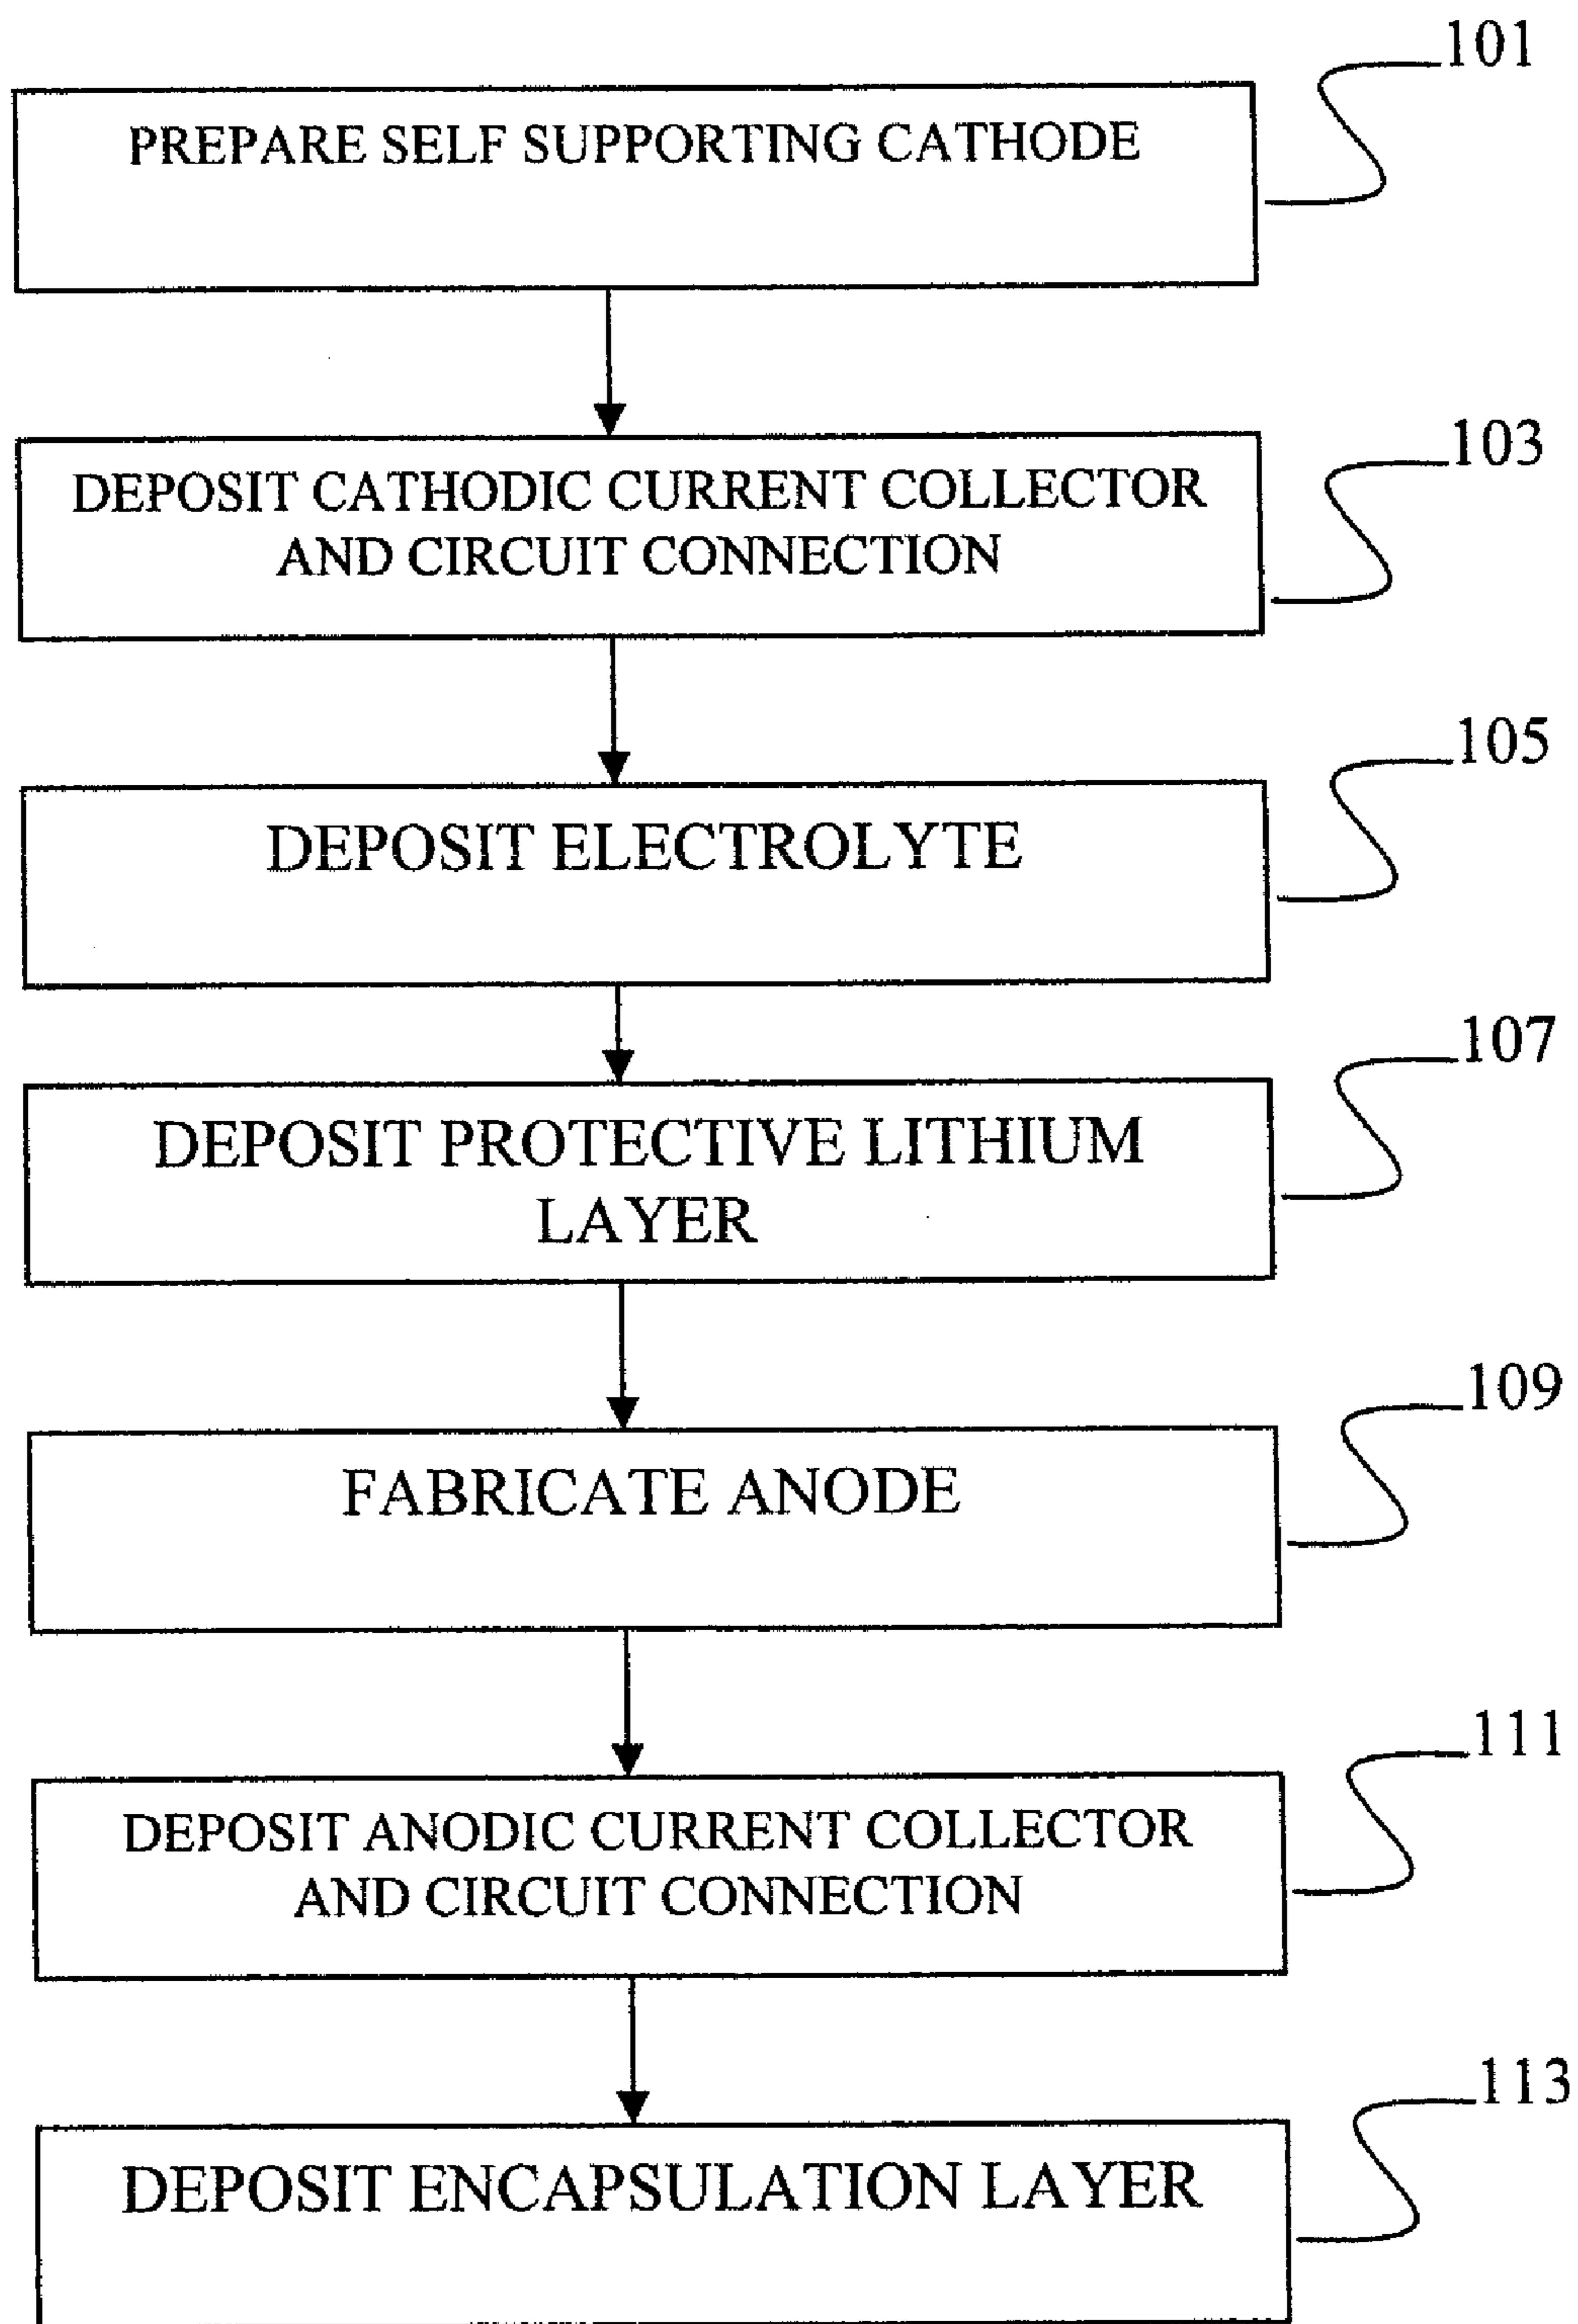 101
PREPARE SELF SUPPORTING CATHODE
103
DEPOSIT CATHODIC CURRENT COLLECTOR
AND CIRCUIT CONNECTION
105
DEPOSIT ELECTROLYTE
107
DEPOSIT PROTECTIVE LITHIUM
LAYER
109
FABRICATE ANODE
111
DEPOSIT ANODIC CURRENT COLLECTOR
AND CIRCUIT CONNECTION
113
DEPOSIT ENCAPSULATION LAYER